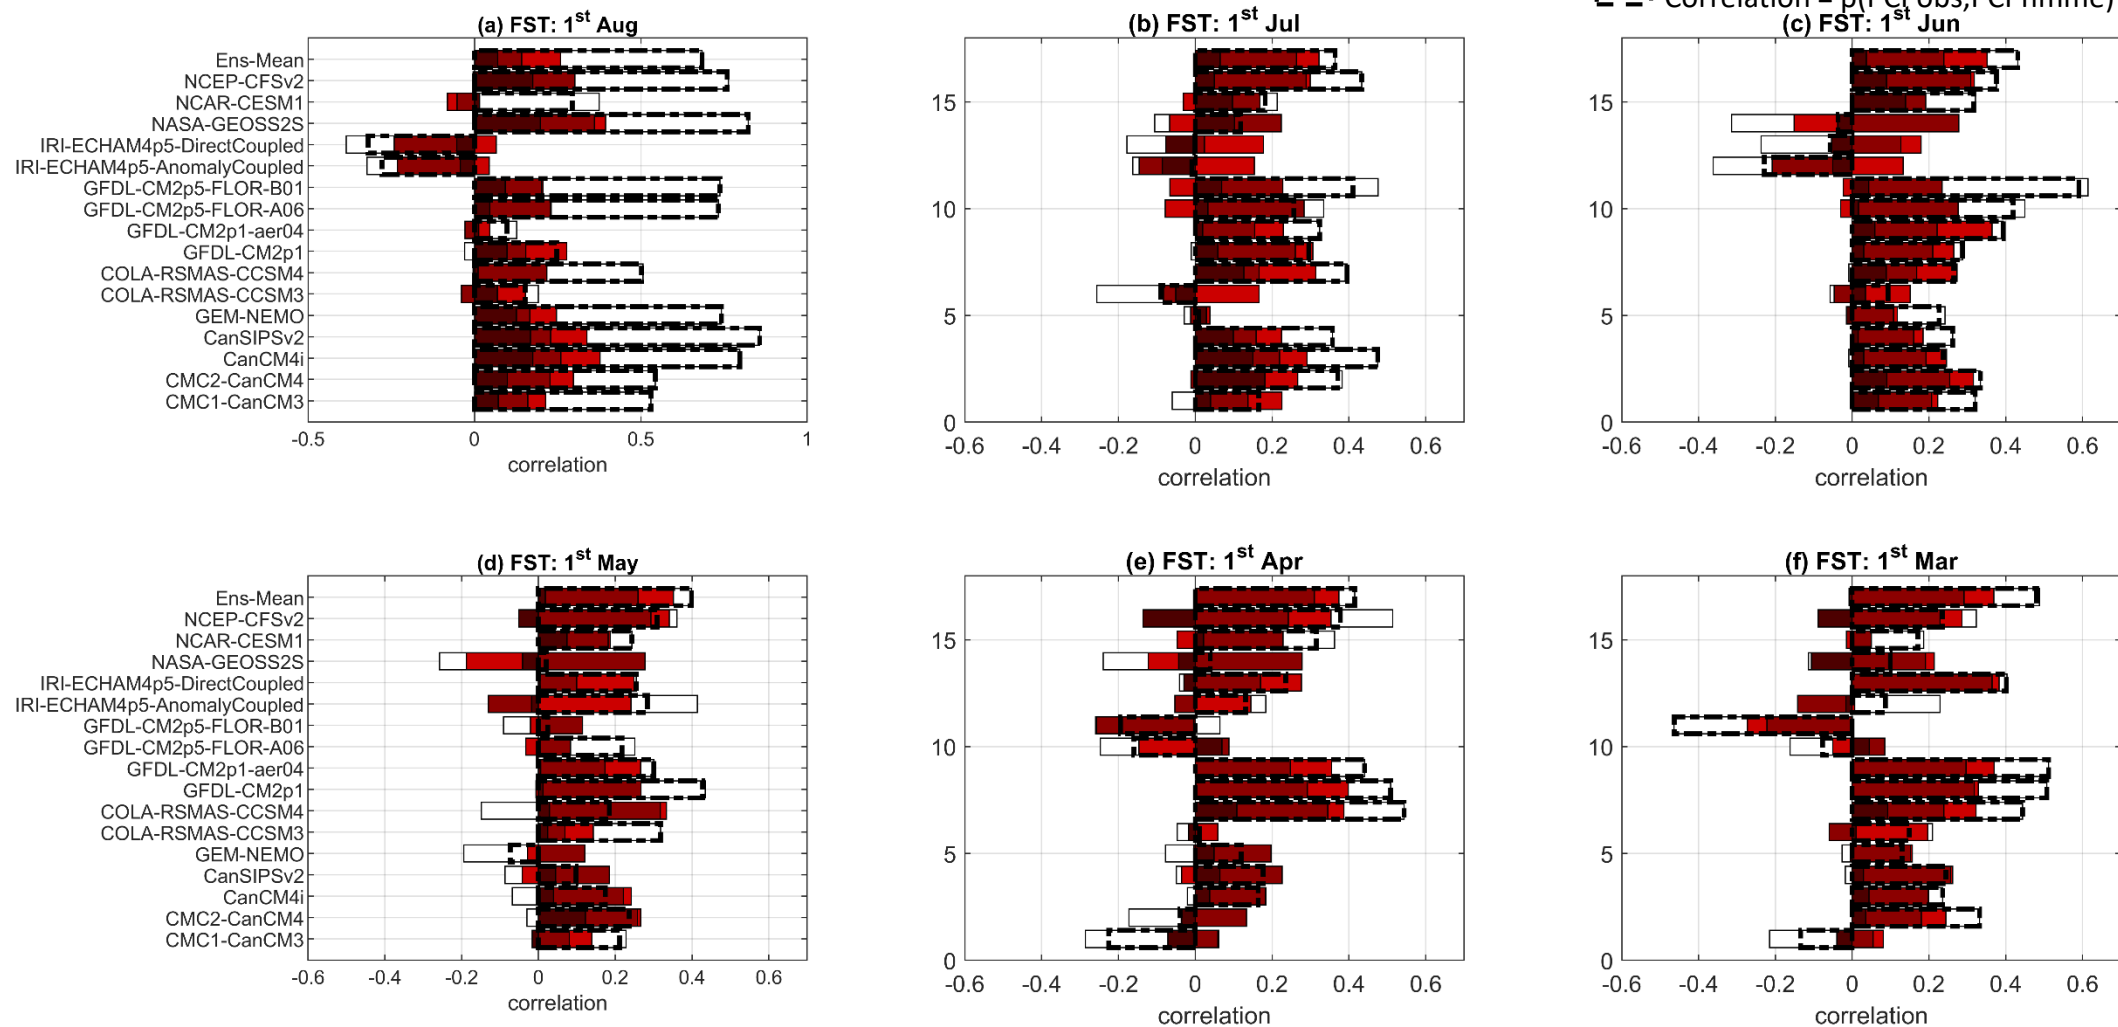 Correlation = p(PCI obs,PCI nmme)
(a) FST: 1st Aug
Ens-Mean
NCEP-CFSv2
NCAR-CESM1
NASA-GEOSS2S
IRI-ECHAM4p5-DirectCoupled
IRI-ECHAM4p5-AnomalyCoupled
GFDL-CM2p5-FLOR-B01
GFDL-CM2p5-FLOR-A06
GFDL-CM2p1-aer04
GFDL-CM2p1
COLA-RSMAS-CCSM4
COLA-RSMAS-CCSM3
GEM-NEMO
CanSIPSv2
CanCM4i
CMC2-CanCM4
CMC1-CanCM3
-0.5 0 0.5 1
correlation
(b) FST: 1st Jul
15
10
5
0
-0.6 -0.4 -0.2 0 0.2 0.4 0.6
correlation
(c) FST: 1st Jun
15
10
5
0
-0.6 -0.4 -0.2 0 0.2 0.4 0.6
correlation
(d) FST: 1st May
Ens-Mean
NCEP-CFSv2
NCAR-CESM1
NASA-GEOSS2S
IRI-ECHAM4p5-DirectCoupled
IRI-ECHAM4p5-AnomalyCoupled
GFDL-CM2p5-FLOR-B01
GFDL-CM2p5-FLOR-A06
GFDL-CM2p1-aer04
GFDL-CM2p1
COLA-RSMAS-CCSM4
COLA-RSMAS-CCSM3
GEM-NEMO
CanSIPSv2
CanCM4i
CMC2-CanCM4
CMC1-CanCM3
-0.6 -0.4 -0.2 0 0.2 0.4 0.6
correlation
(e) FST: 1st Apr
15
10
5
0
-0.6 -0.4 -0.2 0 0.2 0.4 0.6
correlation
(f) FST: 1st Mar
15
10
5
0
-0.6 -0.4 -0.2 0 0.2 0.4 0.6
correlation